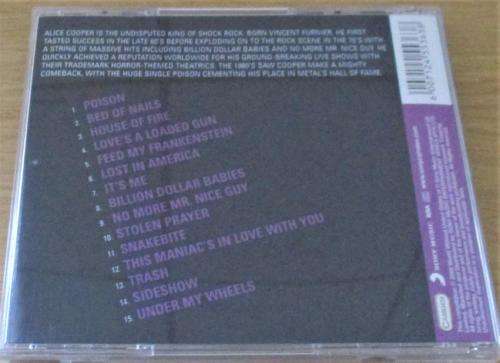 ALICE COOPER IS THE UNDISPUTED KING OF SHOCK ROCK. BORN VINCENT FURNIER, HE FIRST
TASTED SUCCESS IN THE LATE 60'S BEFORE EXPLODING ON TO THE ROCK SCENE IN THE 70'S WITH
A STRING OF MASSIVE HITS INCLUDING BILLION DOLLAR BABIES AND NO MORE MR. NICE GUY. HE
QUICKLY ACHIEVED A REPUTATION WORLDWIDE FOR HIS GROUND-BREAKING LIVE SHOWS WITH
THEIR TRADEMARK HORROR-THEMED THEATRICS. THE 1980'S SAW COOPER MAKE A MIGHTY
COMEBACK, WITH THE HUGE SINGLE POISON CEMENTING HIS PLACE IN METAL'S HALL OF FAME.
1. POISON
2. BED OF NAILS
3. HOUSE OF FIRE
4. LOVE'S A LOADED GUN
5. FEED MY FRANKENSTEIN
6. LOST IN AMERICA
7. IT'S ME
8. BILLION DOLLAR BABIES
9. NO MORE MR. NICE GUY
10. STOLEN PRAYER
11. SNAKEBITE
12. THIS MANIAC'S IN LOVE WITH YOU
13. TRASH
14. SIDESHOW
15. UNDER MY WHEELS
SONY MUSIC
CAMDEN